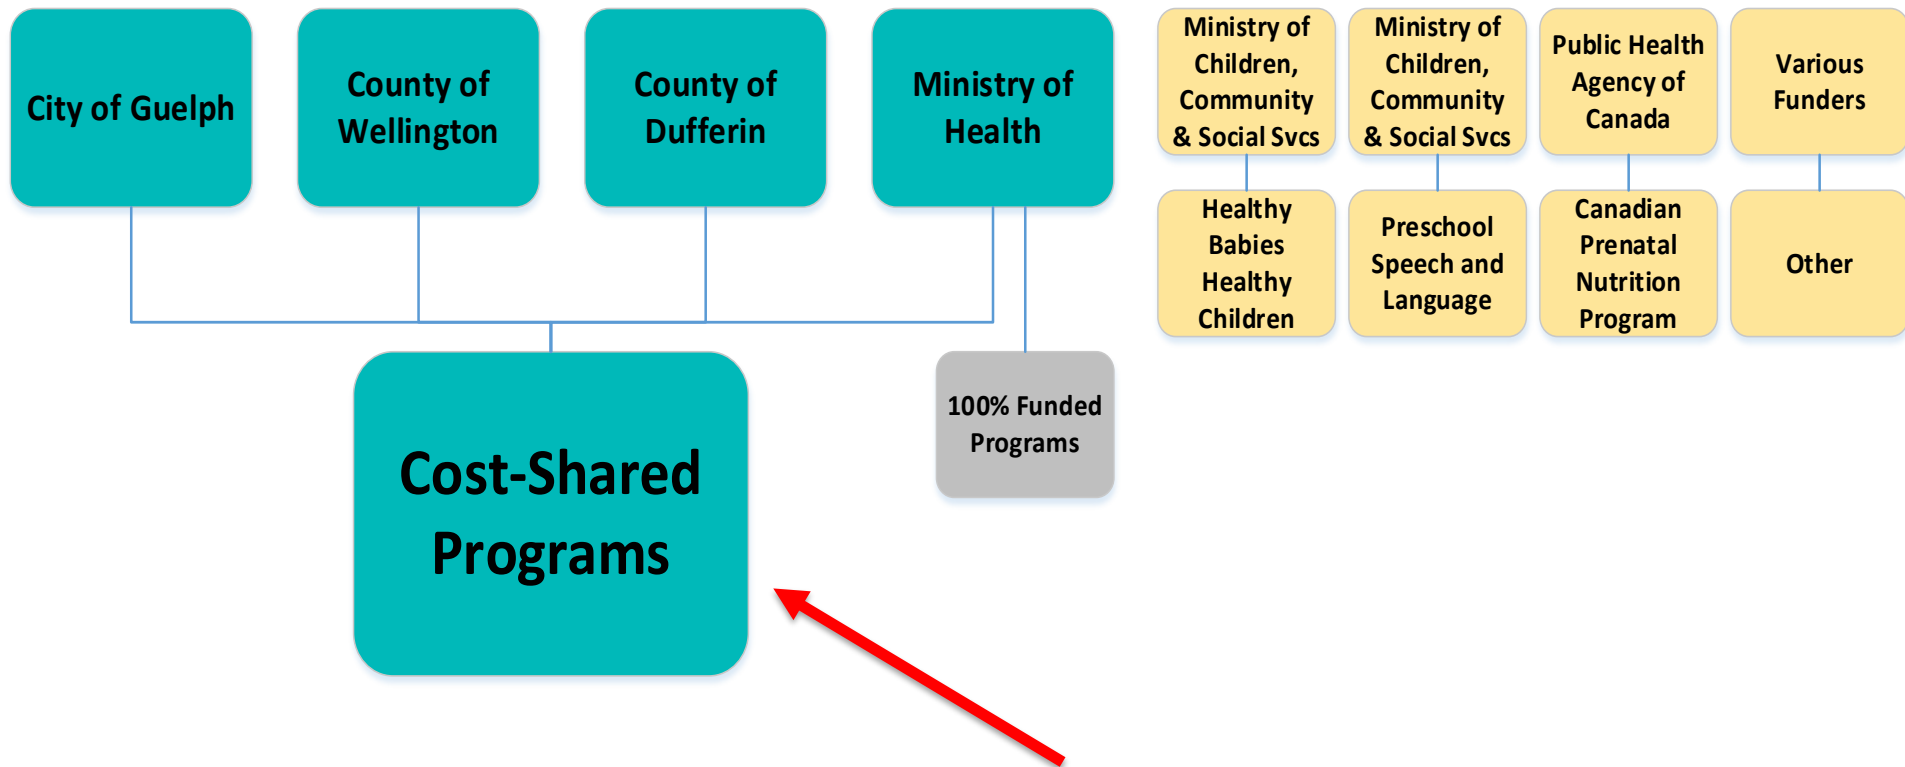 City of Guelph
County of
Wellington
County of
Dufferin
Ministry of
Health
Ministry of
Children,
Community
& Social Svcs
Ministry of
Children,
Community
& Social Svcs
Public Health
Agency of
Canada
Various
Funders
Healthy
Babies
Healthy
Children
Preschool
Speech and
Language
Canadian
Prenatal
Nutrition
Program
Other
Cost-Shared
Programs
100% Funded
Programs